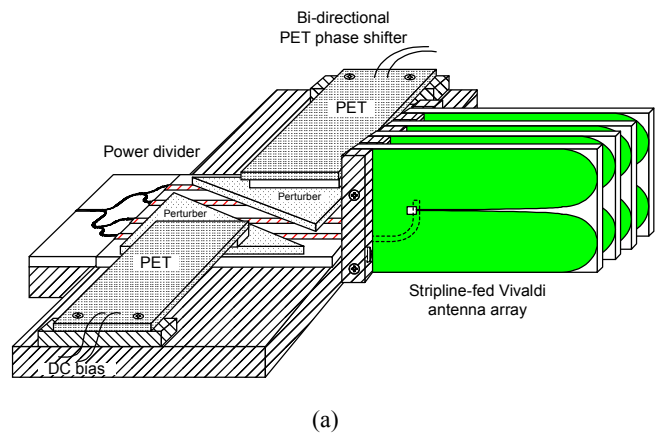 Bi-directional
PET phase shifter
PET
Power divider
Perturber
Perturber
PET
Stripline-fed Vivaldi
antenna array
DC bias
(a)